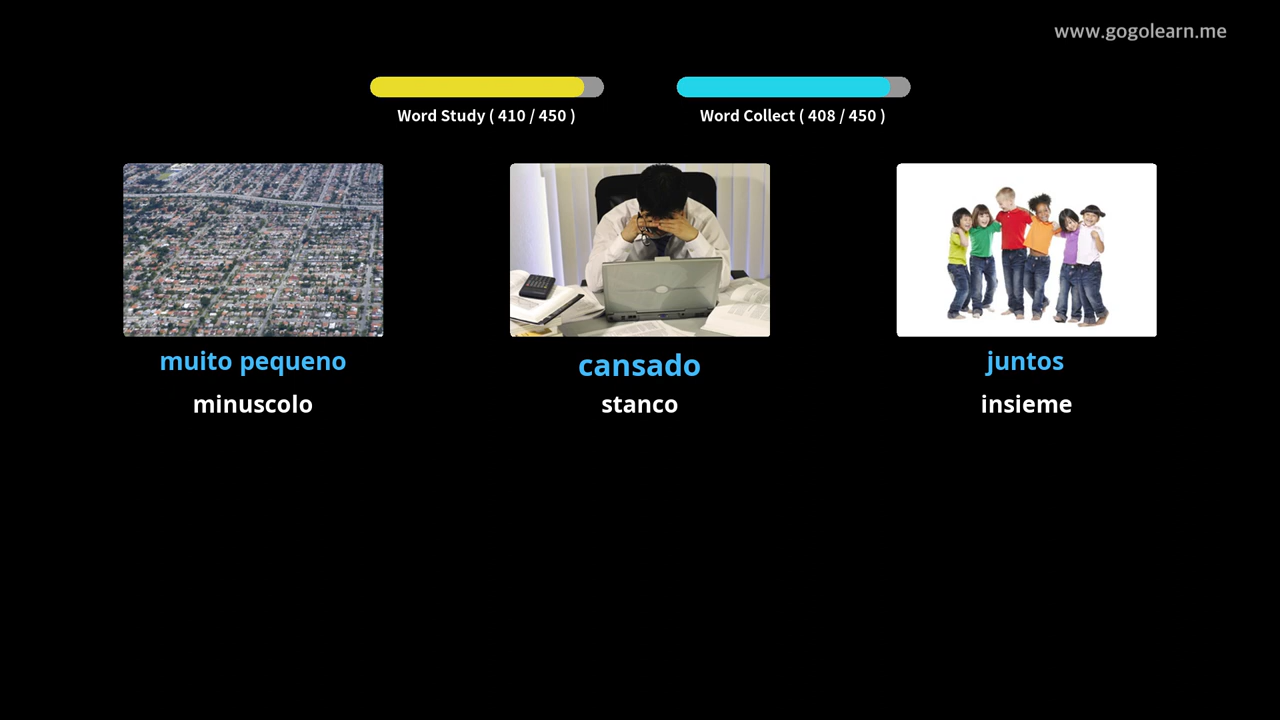 www.gogolearn.me
Word Study ( 410 / 450 )
Word Collect ( 408 / 450 )
muito pequeno
cansado
juntos
minuscolo
stanco
insieme